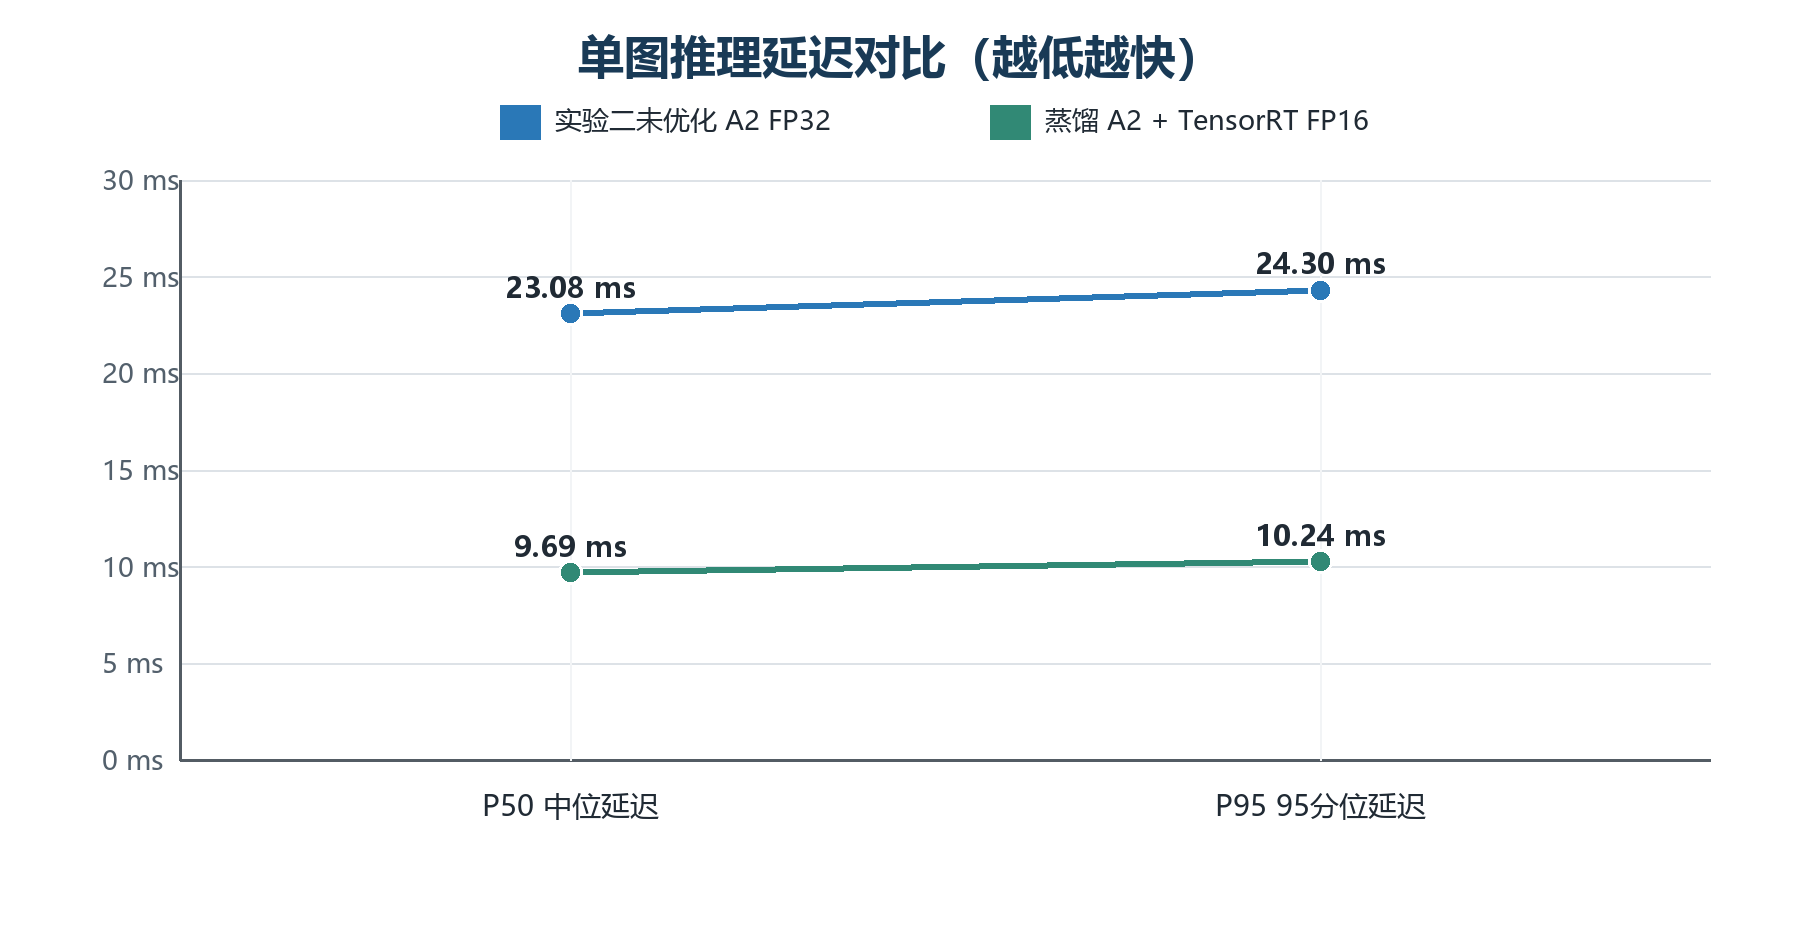 单图推理延迟对比（越低越快）
实验二未优化 A2 FP32
蒸馏 A2 + TensorRT FP16
30 ms
25 ms
20 ms
15 ms
10 ms
5 ms
0 ms
23.08 ms
24.30 ms
9.69 ms
10.24 ms
P50 中位延迟
P95 95分位延迟